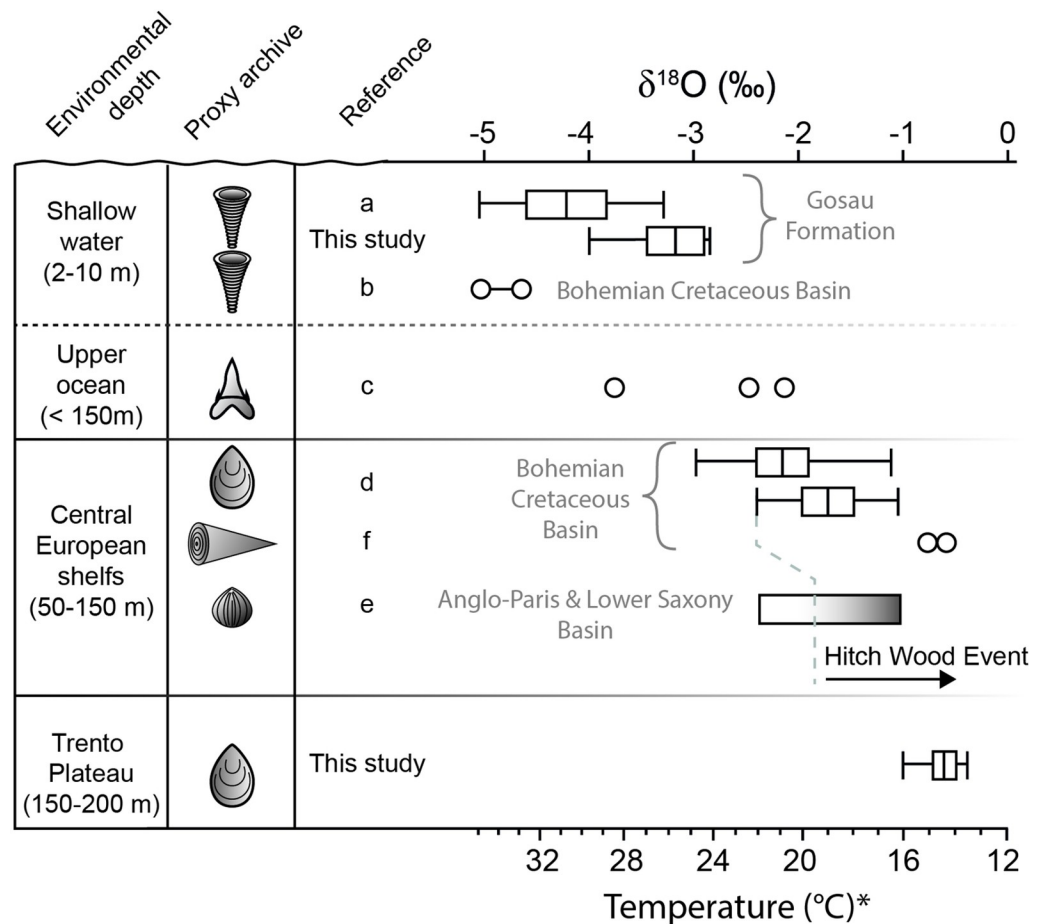 Environmental
depth
Proxy archive
Reference
δ¹⁸O (‰)
-5 -4 -3 -2 -1 0
Shallow
water
(2-10 m)
a
This study
b
Gosau
Formation
Bohemian Cretaceous Basin
Upper
ocean
(< 150m)
c
Central
European
shelfs
(50-150 m)
d
f
e
Bohemian
Cretaceous
Basin
Anglo-Paris & Lower Saxony
Basin
Hitch Wood Event
Trento
Plateau
(150-200 m)
This study
32 28 24 20 16 12
Temperature (°C)*